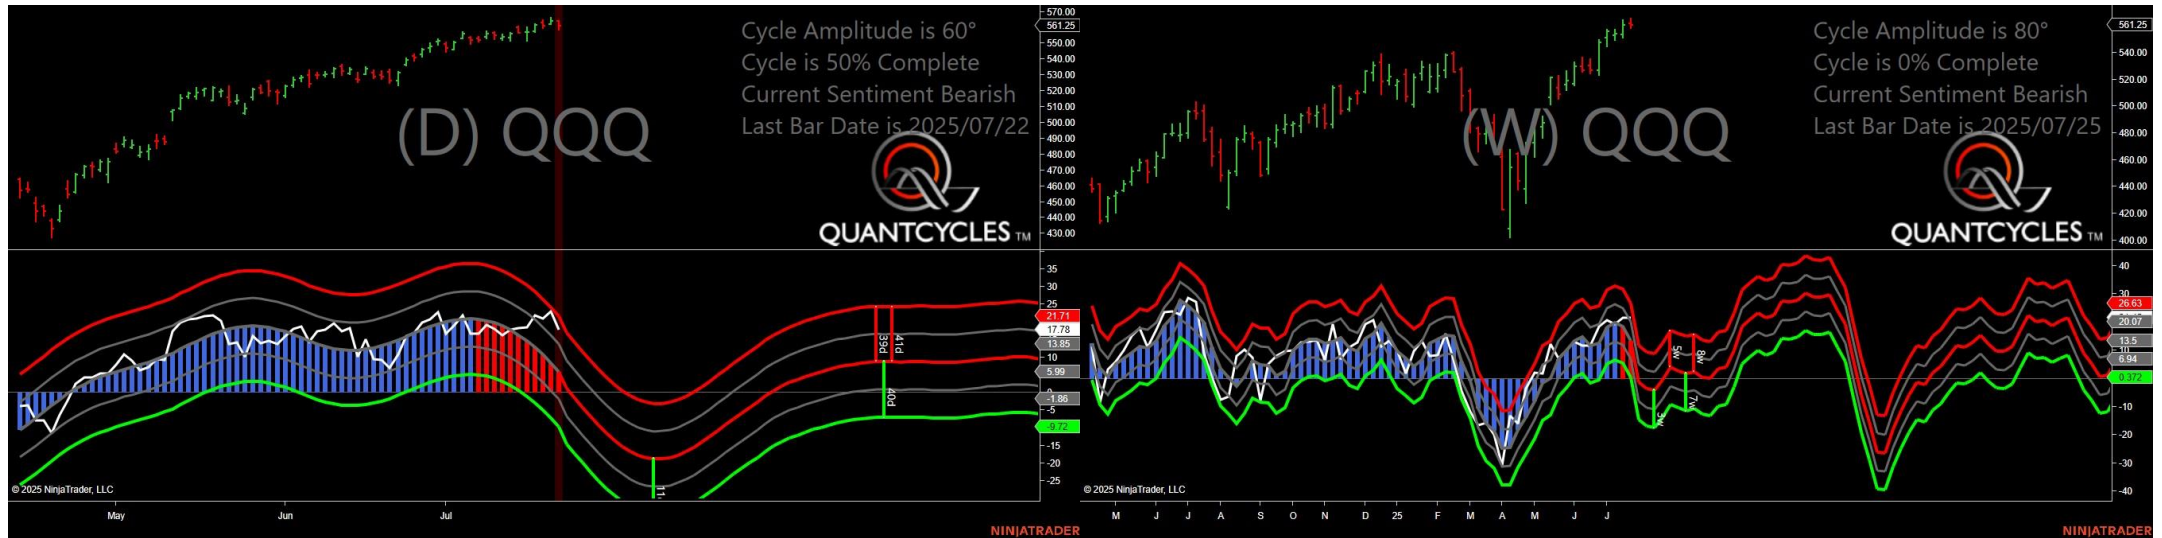 Cycle Amplitude is 60°
Cycle is 50% Complete
Current Sentiment Bearish
Last Bar Date is 2025/07/22
(D) QQQ
QUANTCYCLES TM
570.00
561.25
550.00
540.00
530.00
520.00
510.00
500.00
490.00
480.00
470.00
460.00
450.00
440.00
430.00
35
30
25
21.71
17.78
13.85
10
5.99
0
-1.86
-5
-9.72
-15
-20
-25
39d
41d
40d
© 2025 NinjaTrader, LLC
May Jun Jul
NINJATRADER
Cycle Amplitude is 80°
Cycle is 0% Complete
Current Sentiment Bearish
Last Bar Date is 2025/07/25
(W) QQQ
QUANTCYCLES TM
561.25
540.00
520.00
500.00
480.00
460.00
440.00
420.00
400.00
40
30
26.63
20.07
13.5
6.94
0.372
-10
-20
-30
-40
5w
8w
7w
© 2025 NinjaTrader, LLC
M J J A S O N D 25 F M A M J J
NINJATRADER